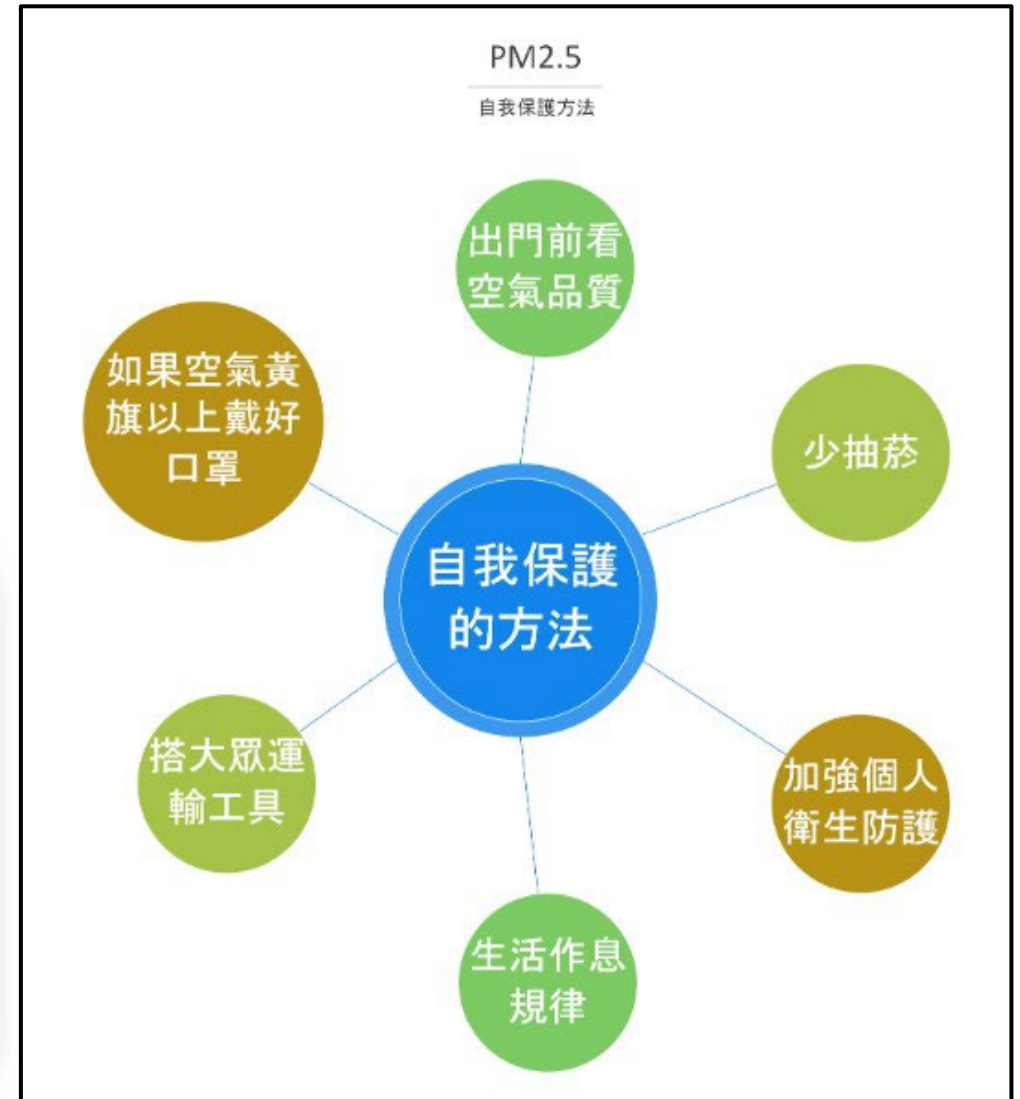 PM2.5
自我保護方法
出門前看
空氣品質
如果空氣黃
旗以上戴好
口罩
少抽菸
自我保護
的方法
搭大眾運
輸工具
加強個人
衛生防護
生活作息
規律